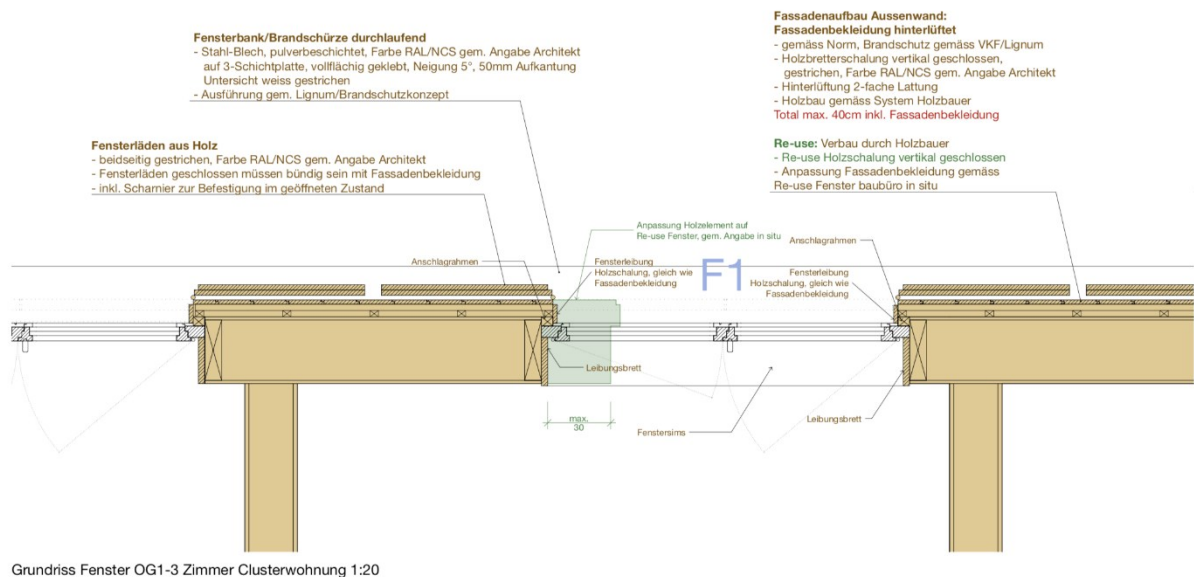 Fensterbank/Brandschürze durchlaufend
- Stahl-Blech, pulverbeschichtet, Farbe RAL/NCS gem. Angabe Architekt
auf 3-Schichtplatte, vollflächig geklebt, Neigung 5°, 50mm Aufkantung
Untersicht weiss gestrichen
- Ausführung gem. Lignum/Brandschutzkonzept
Fassadenaufbau Aussenwand:
Fassadenbekleidung hinterlüftet
- gemäss Norm, Brandschutz gemäss VKF/Lignum
- Holzbretterschalung vertikal geschlossen,
gestrichen, Farbe RAL/NCS gem. Angabe Architekt
- Hinterlüftung 2-fache Lattung
- Holzbau gemäss System Holzbauer
Total max. 40cm inkl. Fassadenbekleidung
Fensterläden aus Holz
- beidseitig gestrichen, Farbe RAL/NCS gem. Angabe Architekt
- Fensterläden geschlossen müssen bündig sein mit Fassadenbekleidung
- inkl. Scharnier zur Befestigung im geöffneten Zustand
Re-use: Verbau durch Holzbauer
- Re-use Holzschalung vertikal geschlossen
- Anpassung Fassadenbekleidung gemäss
Re-use Fenster baubüro in situ
Anpassung Holzelement auf
Re-use Fenster, gem. Angabe in situ
Anschlagrahmen
Anschlagrahmen
Fensterleibung
Holzschalung, gleich wie
Fassadenbekleidung
F1
Fensterleibung
Holzschalung, gleich wie
Fassadenbekleidung
Leibungsbrett
max.
30
Fenstersims
Leibungsbrett
Grundriss Fenster OG1-3 Zimmer Clusterwohnung 1:20